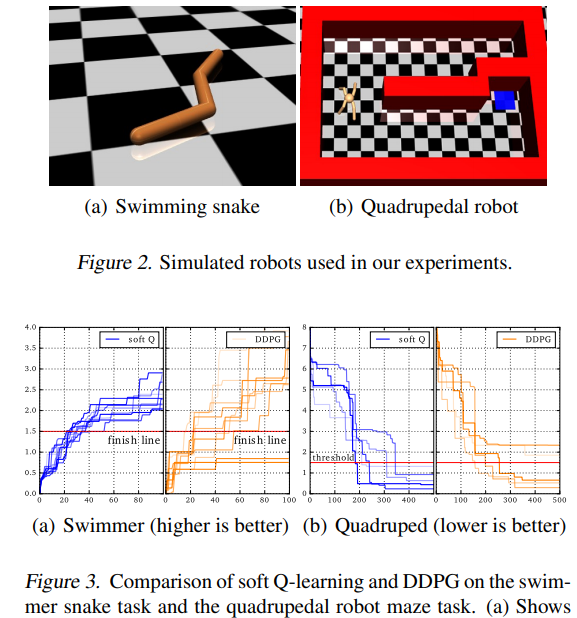 (a) Swimming snake
(b) Quadrupedal robot
Figure 2. Simulated robots used in our experiments.
4.0
3.5
3.0
2.5
2.0
1.5
1.0
0.5
0.0
0 20 40 60 80
soft Q
finish line
0 20 40 60 80 100
DDPG
finish line
8
7
6
5
4
3
2
1
0
0 100 200 300 400
soft Q
threshold
0 100 200 300 400 500
DDPG
(a) Swimmer (higher is better)
(b) Quadruped (lower is better)
Figure 3. Comparison of soft Q-learning and DDPG on the swim-
mer snake task and the quadrupedal robot maze task. (a) Shows